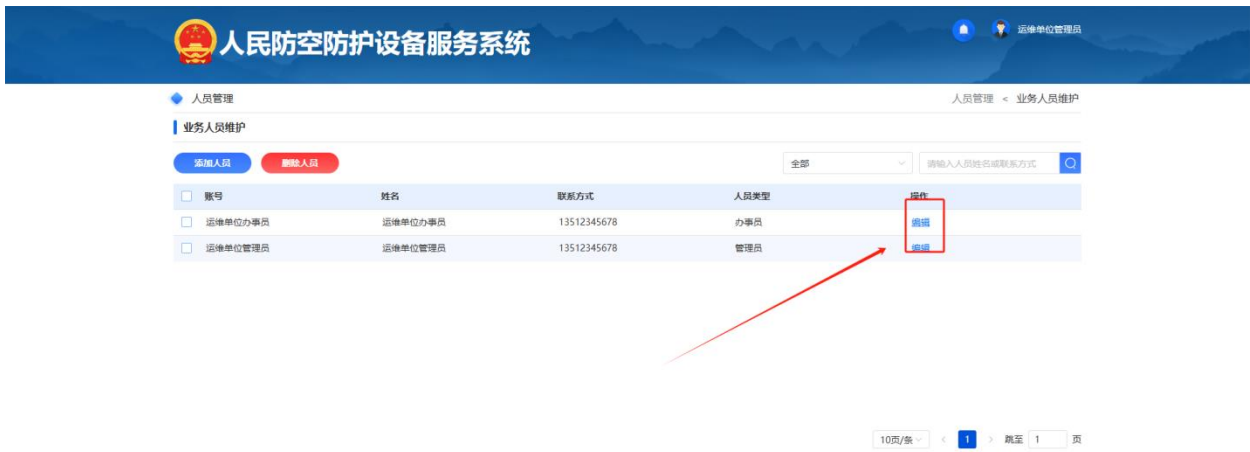 人民防空防护设备服务系统
运维单位管理员
人员管理
人员管理 < 业务人员维护
业务人员维护
添加人员 删除人员 全部 请输入人员姓名或联系方式
账号 姓名 联系方式 人员类型 操作
运维单位办事员 运维单位办事员 13512345678 办事员 编辑
运维单位管理员 运维单位管理员 13512345678 管理员 编辑
10页/条 < 1 > 跳至 1 页